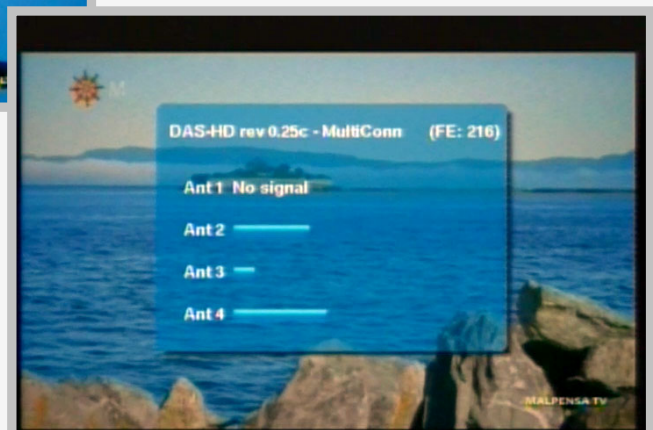 DAS-HD rev 0.25c - MultiConn (FE: 216)
Ant 1 No signal
Ant 2
Ant 3
Ant 4
MALPENSA TV